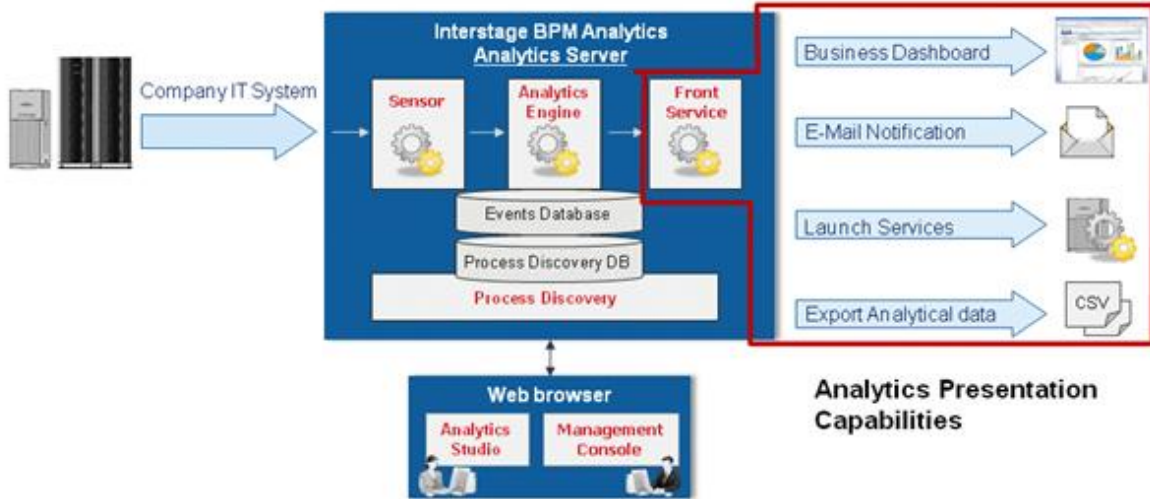 Interstage BPM Analytics
Analytics Server
Company IT System
Sensor
Analytics
Engine
Front
Service
Events Database
Process Discovery DB
Process Discovery
Business Dashboard
E-Mail Notification
Launch Services
Export Analytical data
CSV
Web browser
Analytics
Studio
Management
Console
Analytics Presentation
Capabilities